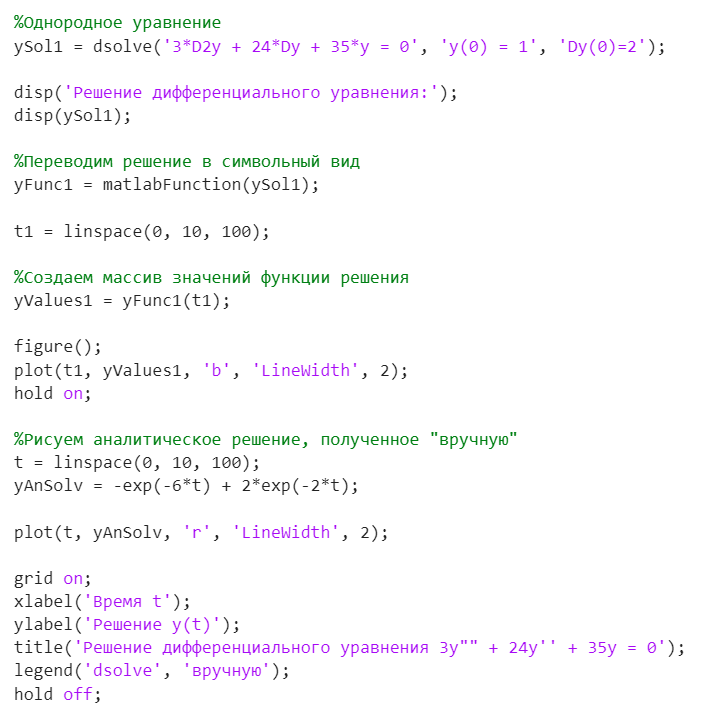 %Однородное уравнение
ySol1 = dsolve('3*D2y + 24*Dy + 35*y = 0', 'y(0) = 1', 'Dy(0)=2');
disp('Решение дифференциального уравнения:');
disp(ySol1);
%Переводим решение в символьный вид
yFunc1 = matlabFunction(ySol1);
t1 = linspace(0, 10, 100);
%Создаем массив значений функции решения
yValues1 = yFunc1(t1);
figure();
plot(t1, yValues1, 'b', 'LineWidth', 2);
hold on;
%Рисуем аналитическое решение, полученное "вручную"
t = linspace(0, 10, 100);
yAnSolv = -exp(-6*t) + 2*exp(-2*t);
plot(t, yAnSolv, 'r', 'LineWidth', 2);
grid on;
xlabel('Время t');
ylabel('Решение y(t)');
title('Решение дифференциального уравнения 3y"" + 24y'' + 35y = 0');
legend('dsolve', 'вручную');
hold off;